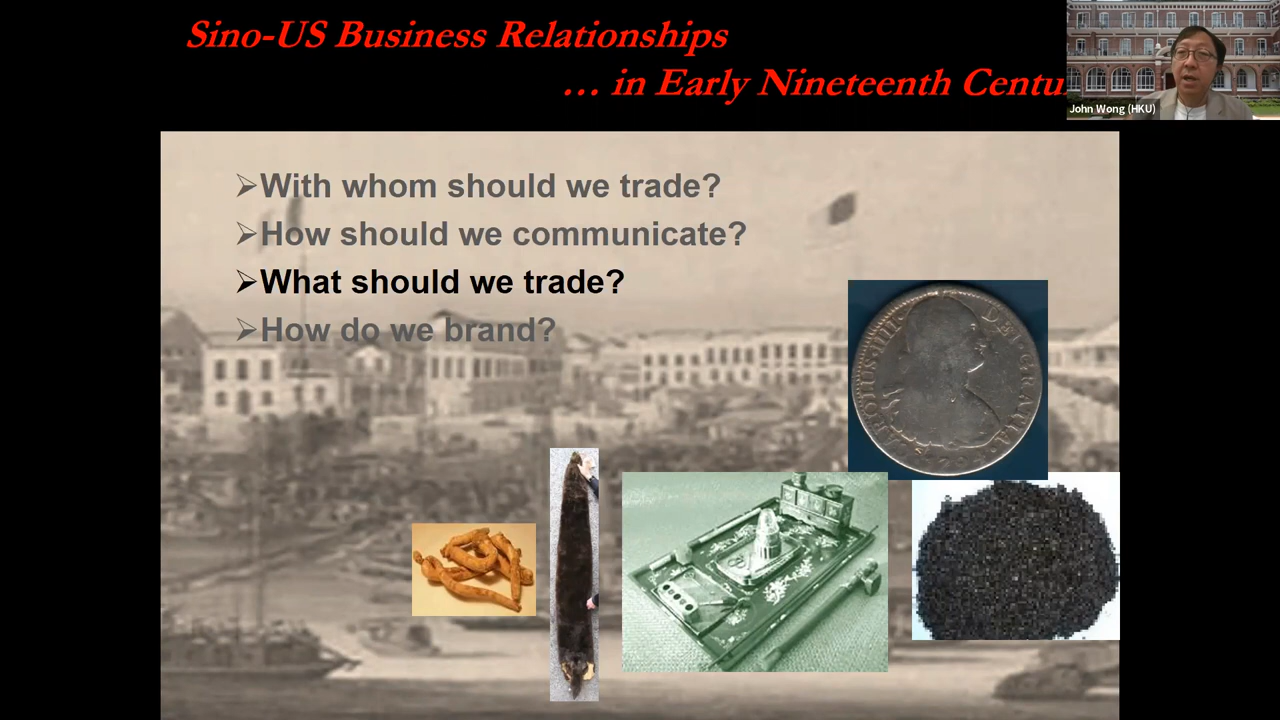 Sino-US Business Relationships
… in Early Nineteenth Centu
John Wong (HKU)
With whom should we trade?
How should we communicate?
What should we trade?
How do we brand?